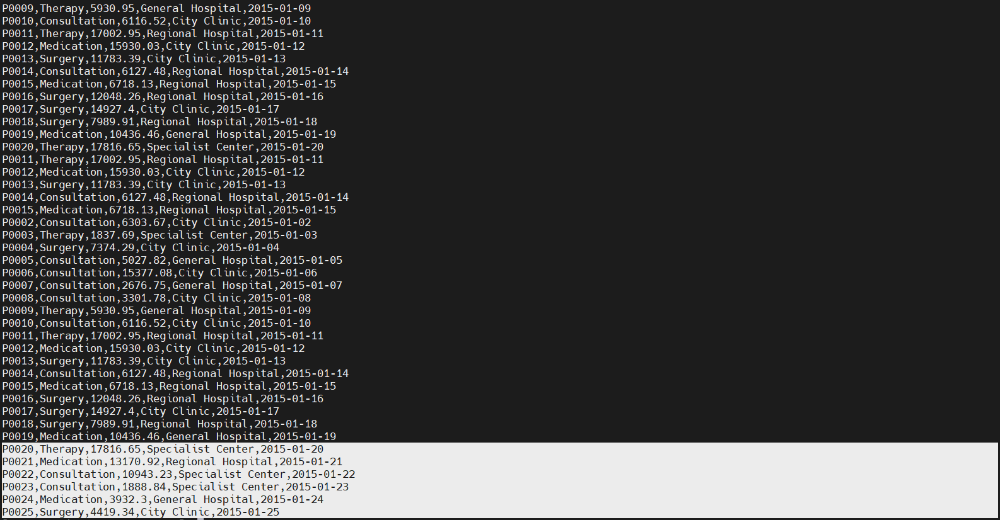 P0009,Therapy,5930.95,General Hospital,2015-01-09
P0010,Consultation,6116.52,City Clinic,2015-01-10
P0011,Therapy,17002.95,Regional Hospital,2015-01-11
P0012,Medication,15930.03,City Clinic,2015-01-12
P0013,Surgery,11783.39,City Clinic,2015-01-13
P0014,Consultation,6127.48,Regional Hospital,2015-01-14
P0015,Medication,6718.13,Regional Hospital,2015-01-15
P0016,Surgery,12048.26,Regional Hospital,2015-01-16
P0017,Surgery,14927.4,City Clinic,2015-01-17
P0018,Surgery,7989.91,Regional Hospital,2015-01-18
P0019,Medication,10436.46,General Hospital,2015-01-19
P0020,Therapy,17816.65,Specialist Center,2015-01-20
P0011,Therapy,17002.95,Regional Hospital,2015-01-11
P0012,Medication,15930.03,City Clinic,2015-01-12
P0013,Surgery,11783.39,City Clinic,2015-01-13
P0014,Consultation,6127.48,Regional Hospital,2015-01-14
P0015,Medication,6718.13,Regional Hospital,2015-01-15
P0002,Consultation,6303.67,City Clinic,2015-01-02
P0003,Therapy,1837.69,Specialist Center,2015-01-03
P0004,Surgery,7374.29,City Clinic,2015-01-04
P0005,Consultation,5027.82,General Hospital,2015-01-05
P0006,Consultation,15377.08,City Clinic,2015-01-06
P0007,Consultation,2676.75,General Hospital,2015-01-07
P0008,Consultation,3301.78,City Clinic,2015-01-08
P0009,Therapy,5930.95,General Hospital,2015-01-09
P0010,Consultation,6116.52,City Clinic,2015-01-10
P0011,Therapy,17002.95,Regional Hospital,2015-01-11
P0012,Medication,15930.03,City Clinic,2015-01-12
P0013,Surgery,11783.39,City Clinic,2015-01-13
P0014,Consultation,6127.48,Regional Hospital,2015-01-14
P0015,Medication,6718.13,Regional Hospital,2015-01-15
P0016,Surgery,12048.26,Regional Hospital,2015-01-16
P0017,Surgery,14927.4,City Clinic,2015-01-17
P0018,Surgery,7989.91,Regional Hospital,2015-01-18
P0019,Medication,10436.46,General Hospital,2015-01-19
P0020,Therapy,17816.65,Specialist Center,2015-01-20
P0021,Medication,13170.92,Regional Hospital,2015-01-21
P0022,Consultation,10943.23,Specialist Center,2015-01-22
P0023,Consultation,1888.84,Specialist Center,2015-01-23
P0024,Medication,3932.3,General Hospital,2015-01-24
P0025,Surgery,4419.34,City Clinic,2015-01-25